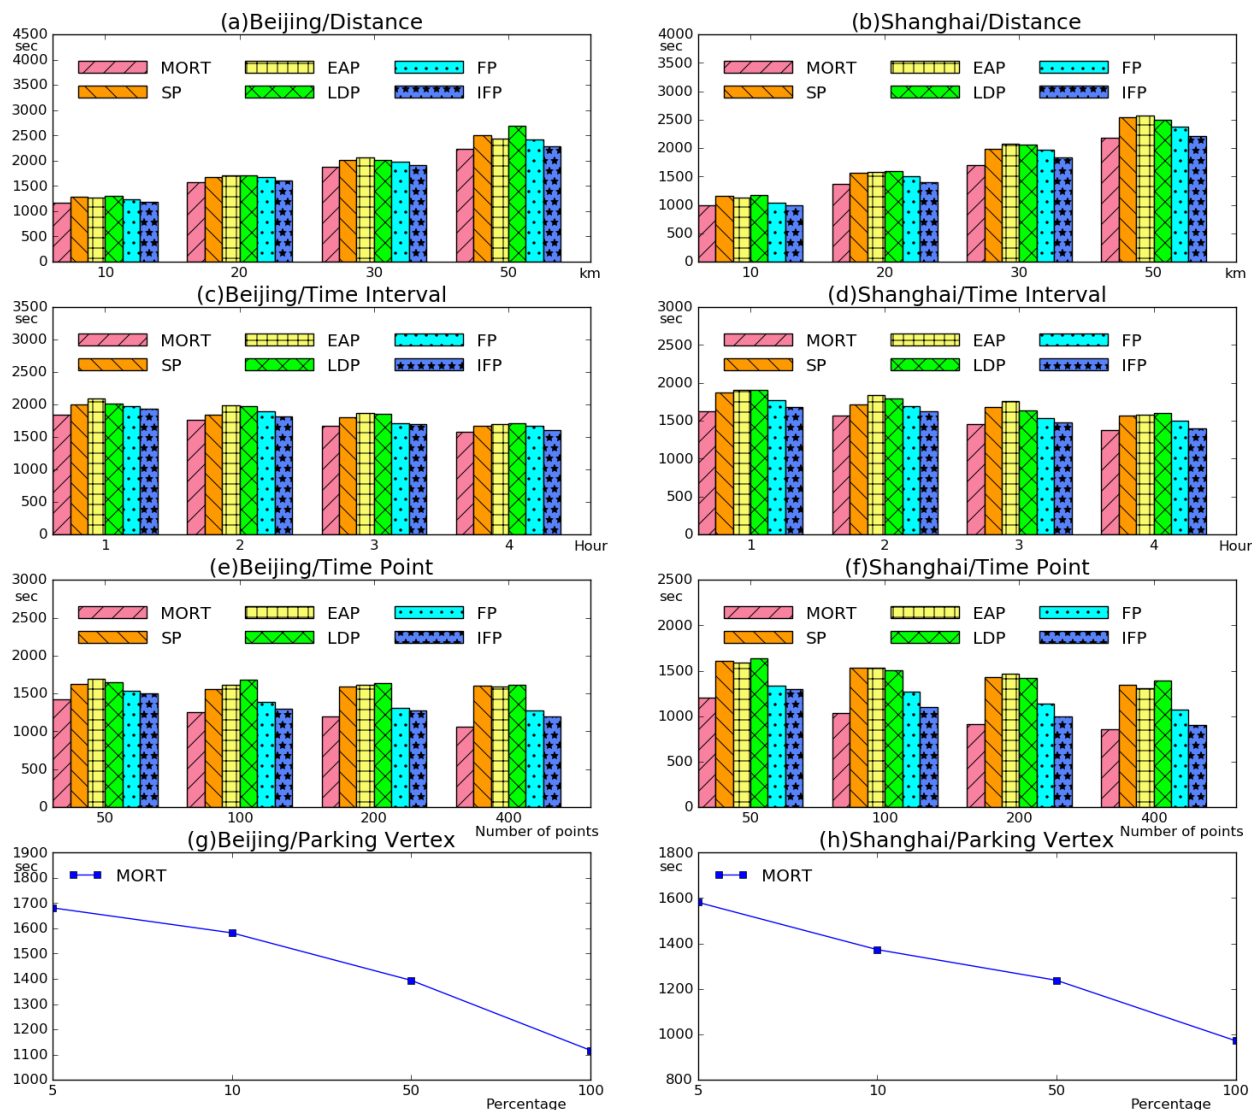 (a)Beijing/Distance
4500
sec
4000
3500
3000
2500
2000
1500
1000
500
0
MORT EAP FP
SP LDP IFP
10 20 30 50 km
(b)Shanghai/Distance
4000
sec
3500
3000
2500
2000
1500
1000
500
0
MORT EAP FP
SP LDP IFP
10 20 30 50 km
(c)Beijing/Time Interval
3500
sec
3000
2500
2000
1500
1000
500
0
MORT EAP FP
SP LDP IFP
1 2 3 4 Hour
(d)Shanghai/Time Interval
3000
sec
2500
2000
1500
1000
500
0
MORT EAP FP
SP LDP IFP
1 2 3 4 Hour
(e)Beijing/Time Point
3000
sec
2500
2000
1500
1000
500
0
MORT EAP FP
SP LDP IFP
50 100 200 400
Number of points
(f)Shanghai/Time Point
2500
sec
2000
1500
1000
500
0
MORT EAP FP
SP LDP IFP
50 100 200 400
Number of points
(g)Beijing/Parking Vertex
1900
sec
1800
1700
1600
1500
1400
1300
1200
1100
1000
MORT
5 10 50 100
Percentage
(h)Shanghai/Parking Vertex
1800
sec
1600
1400
1200
1000
800
MORT
5 10 50 100
Percentage